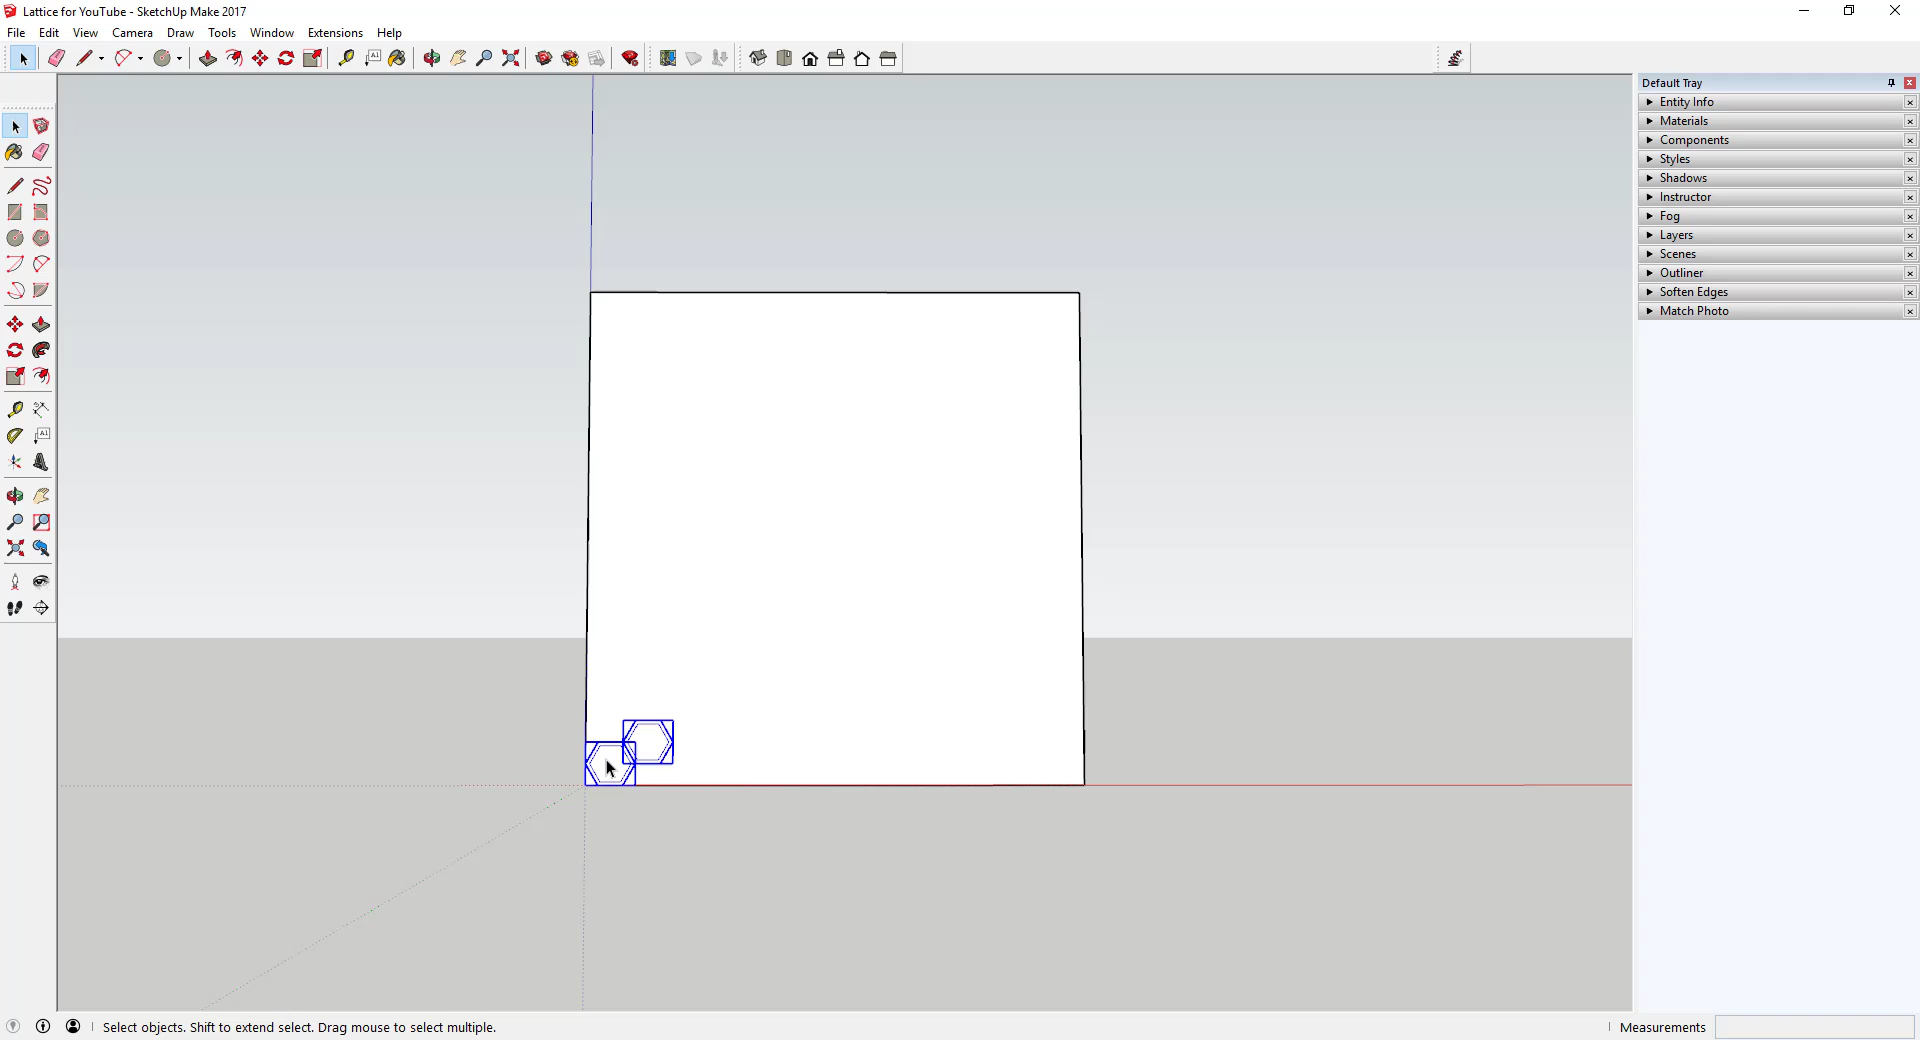 Lattice for YouTube - SketchUp Make 2017
File Edit View Camera Draw Tools Window Extensions Help
A1
Default Tray
Entity Info
Materials
Components
Styles
Shadows
Instructor
Fog
Layers
Scenes
Outliner
Soften Edges
Match Photo
A1
Select objects. Shift to extend select. Drag mouse to select multiple.
Measurements